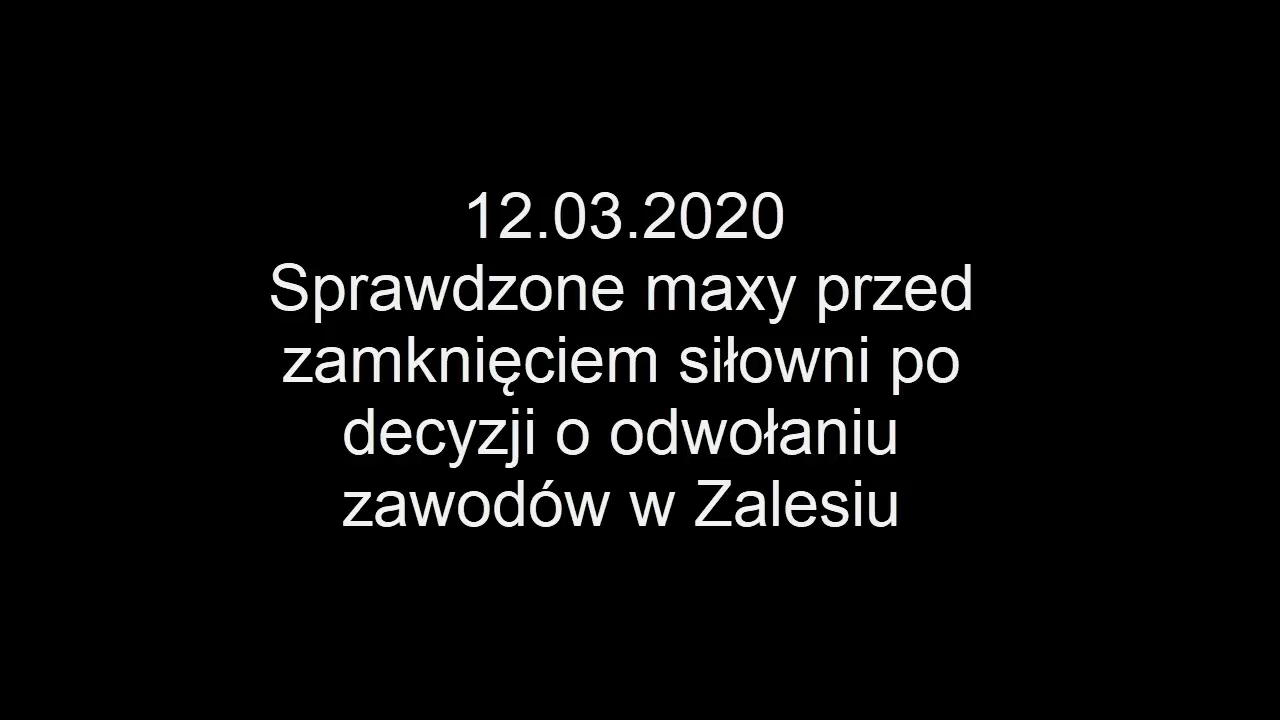 12.03.2020
Sprawdzone maxy przed
zamknięciem siłowni po
decyzji o odwołaniu
zawodów w Zalesiu